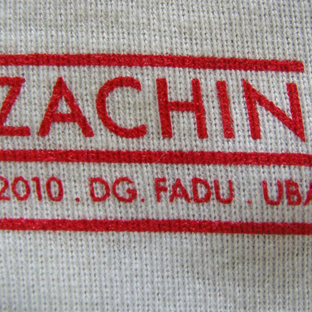 ZACHIN
2010 . DG. FADU . UBA